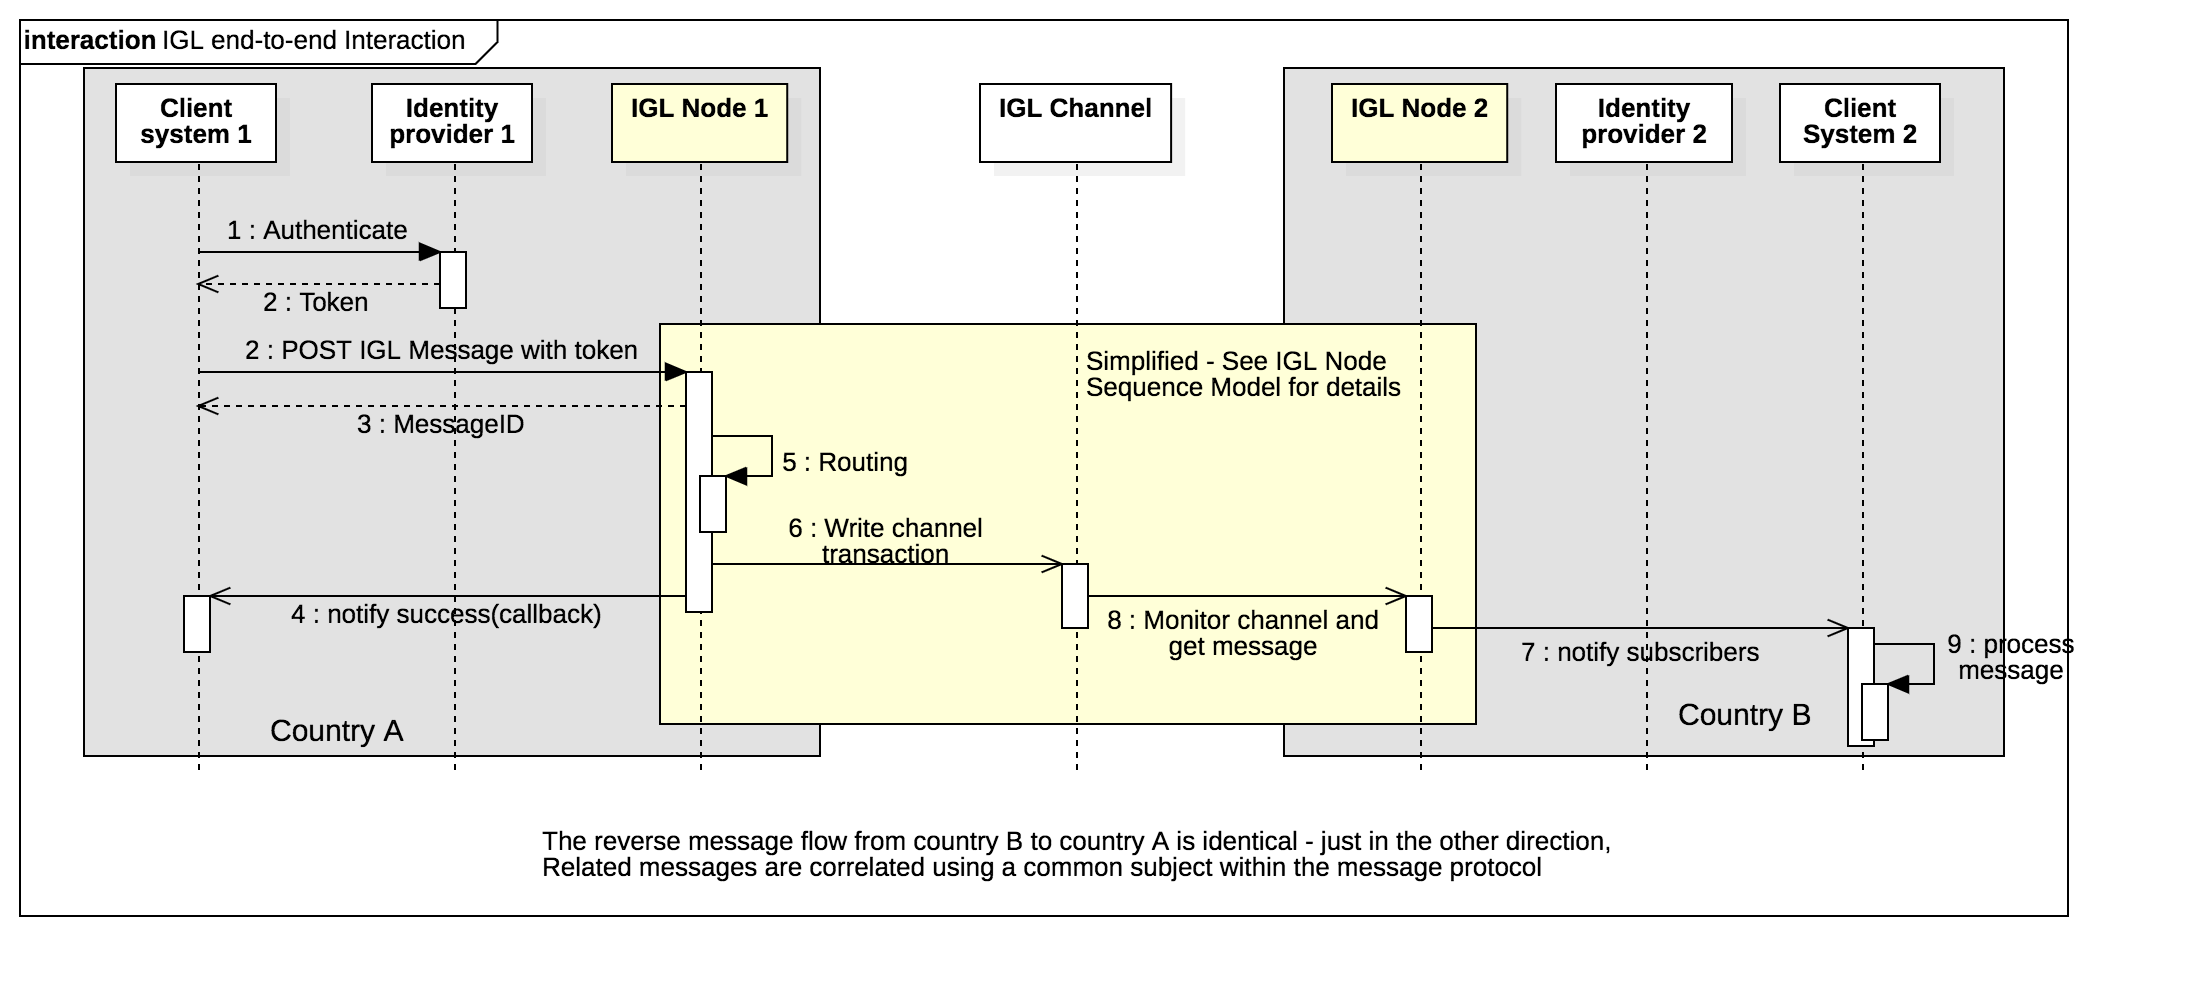 interaction IGL end-to-end Interaction
Client
system 1
Identity
provider 1
IGL Node 1
IGL Channel
IGL Node 2
Identity
provider 2
Client
System 2
1 : Authenticate
2 : Token
2 : POST IGL Message with token
Simplified - See IGL Node
Sequence Model for details
3 : MessageID
5 : Routing
6 : Write channel
transaction
4 : notify success(callback)
8 : Monitor channel and
get message
7 : notify subscribers
9 : process
message
Country A
Country B
The reverse message flow from country B to country A is identical - just in the other direction,
Related messages are correlated using a common subject within the message protocol